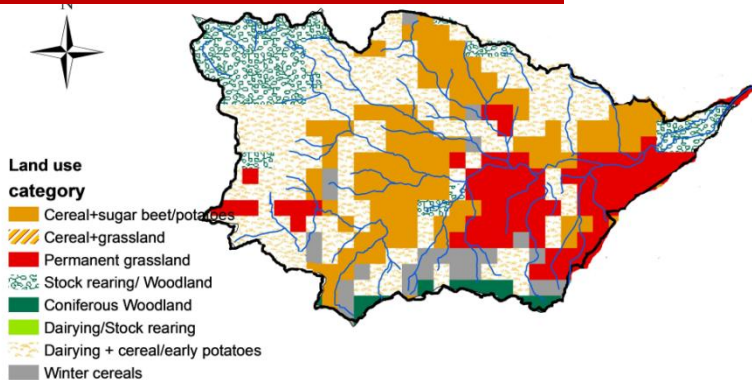 N
Land use
category
Cereal+sugar beet/potatoes
Cereal+grassland
Permanent grassland
Stock rearing/ Woodland
Coniferous Woodland
Dairying/Stock rearing
Dairying + cereal/early potatoes
Winter cereals